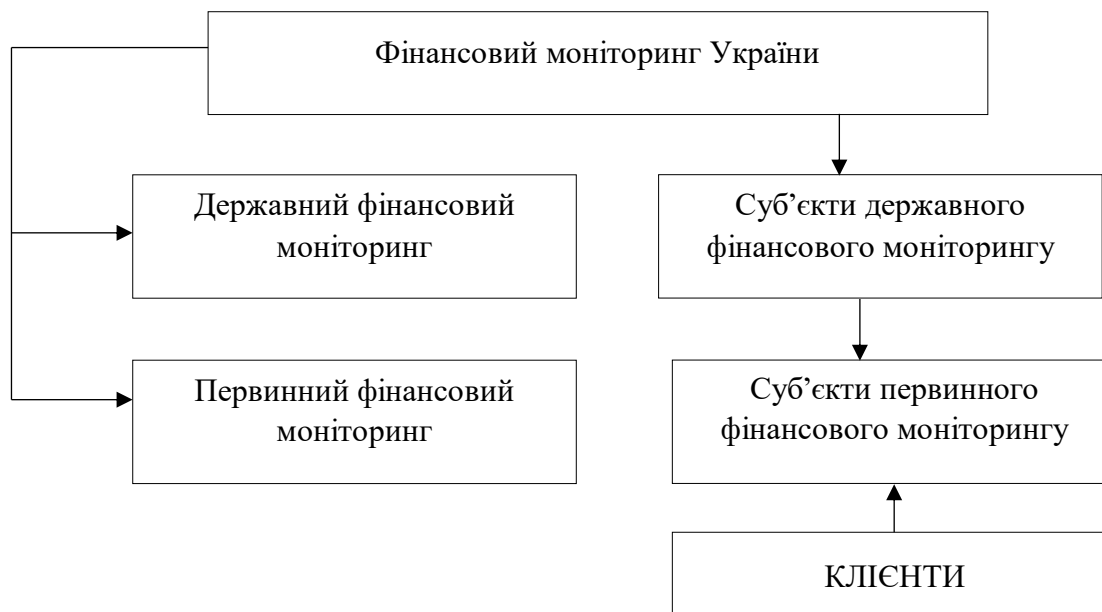 Фінансовий моніторинг України
Державний фінансовий
моніторинг
Суб’єкти державного
фінансового моніторингу
Первинний фінансовий
моніторинг
Суб’єкти первинного
фінансового моніторингу
КЛІЄНТИ